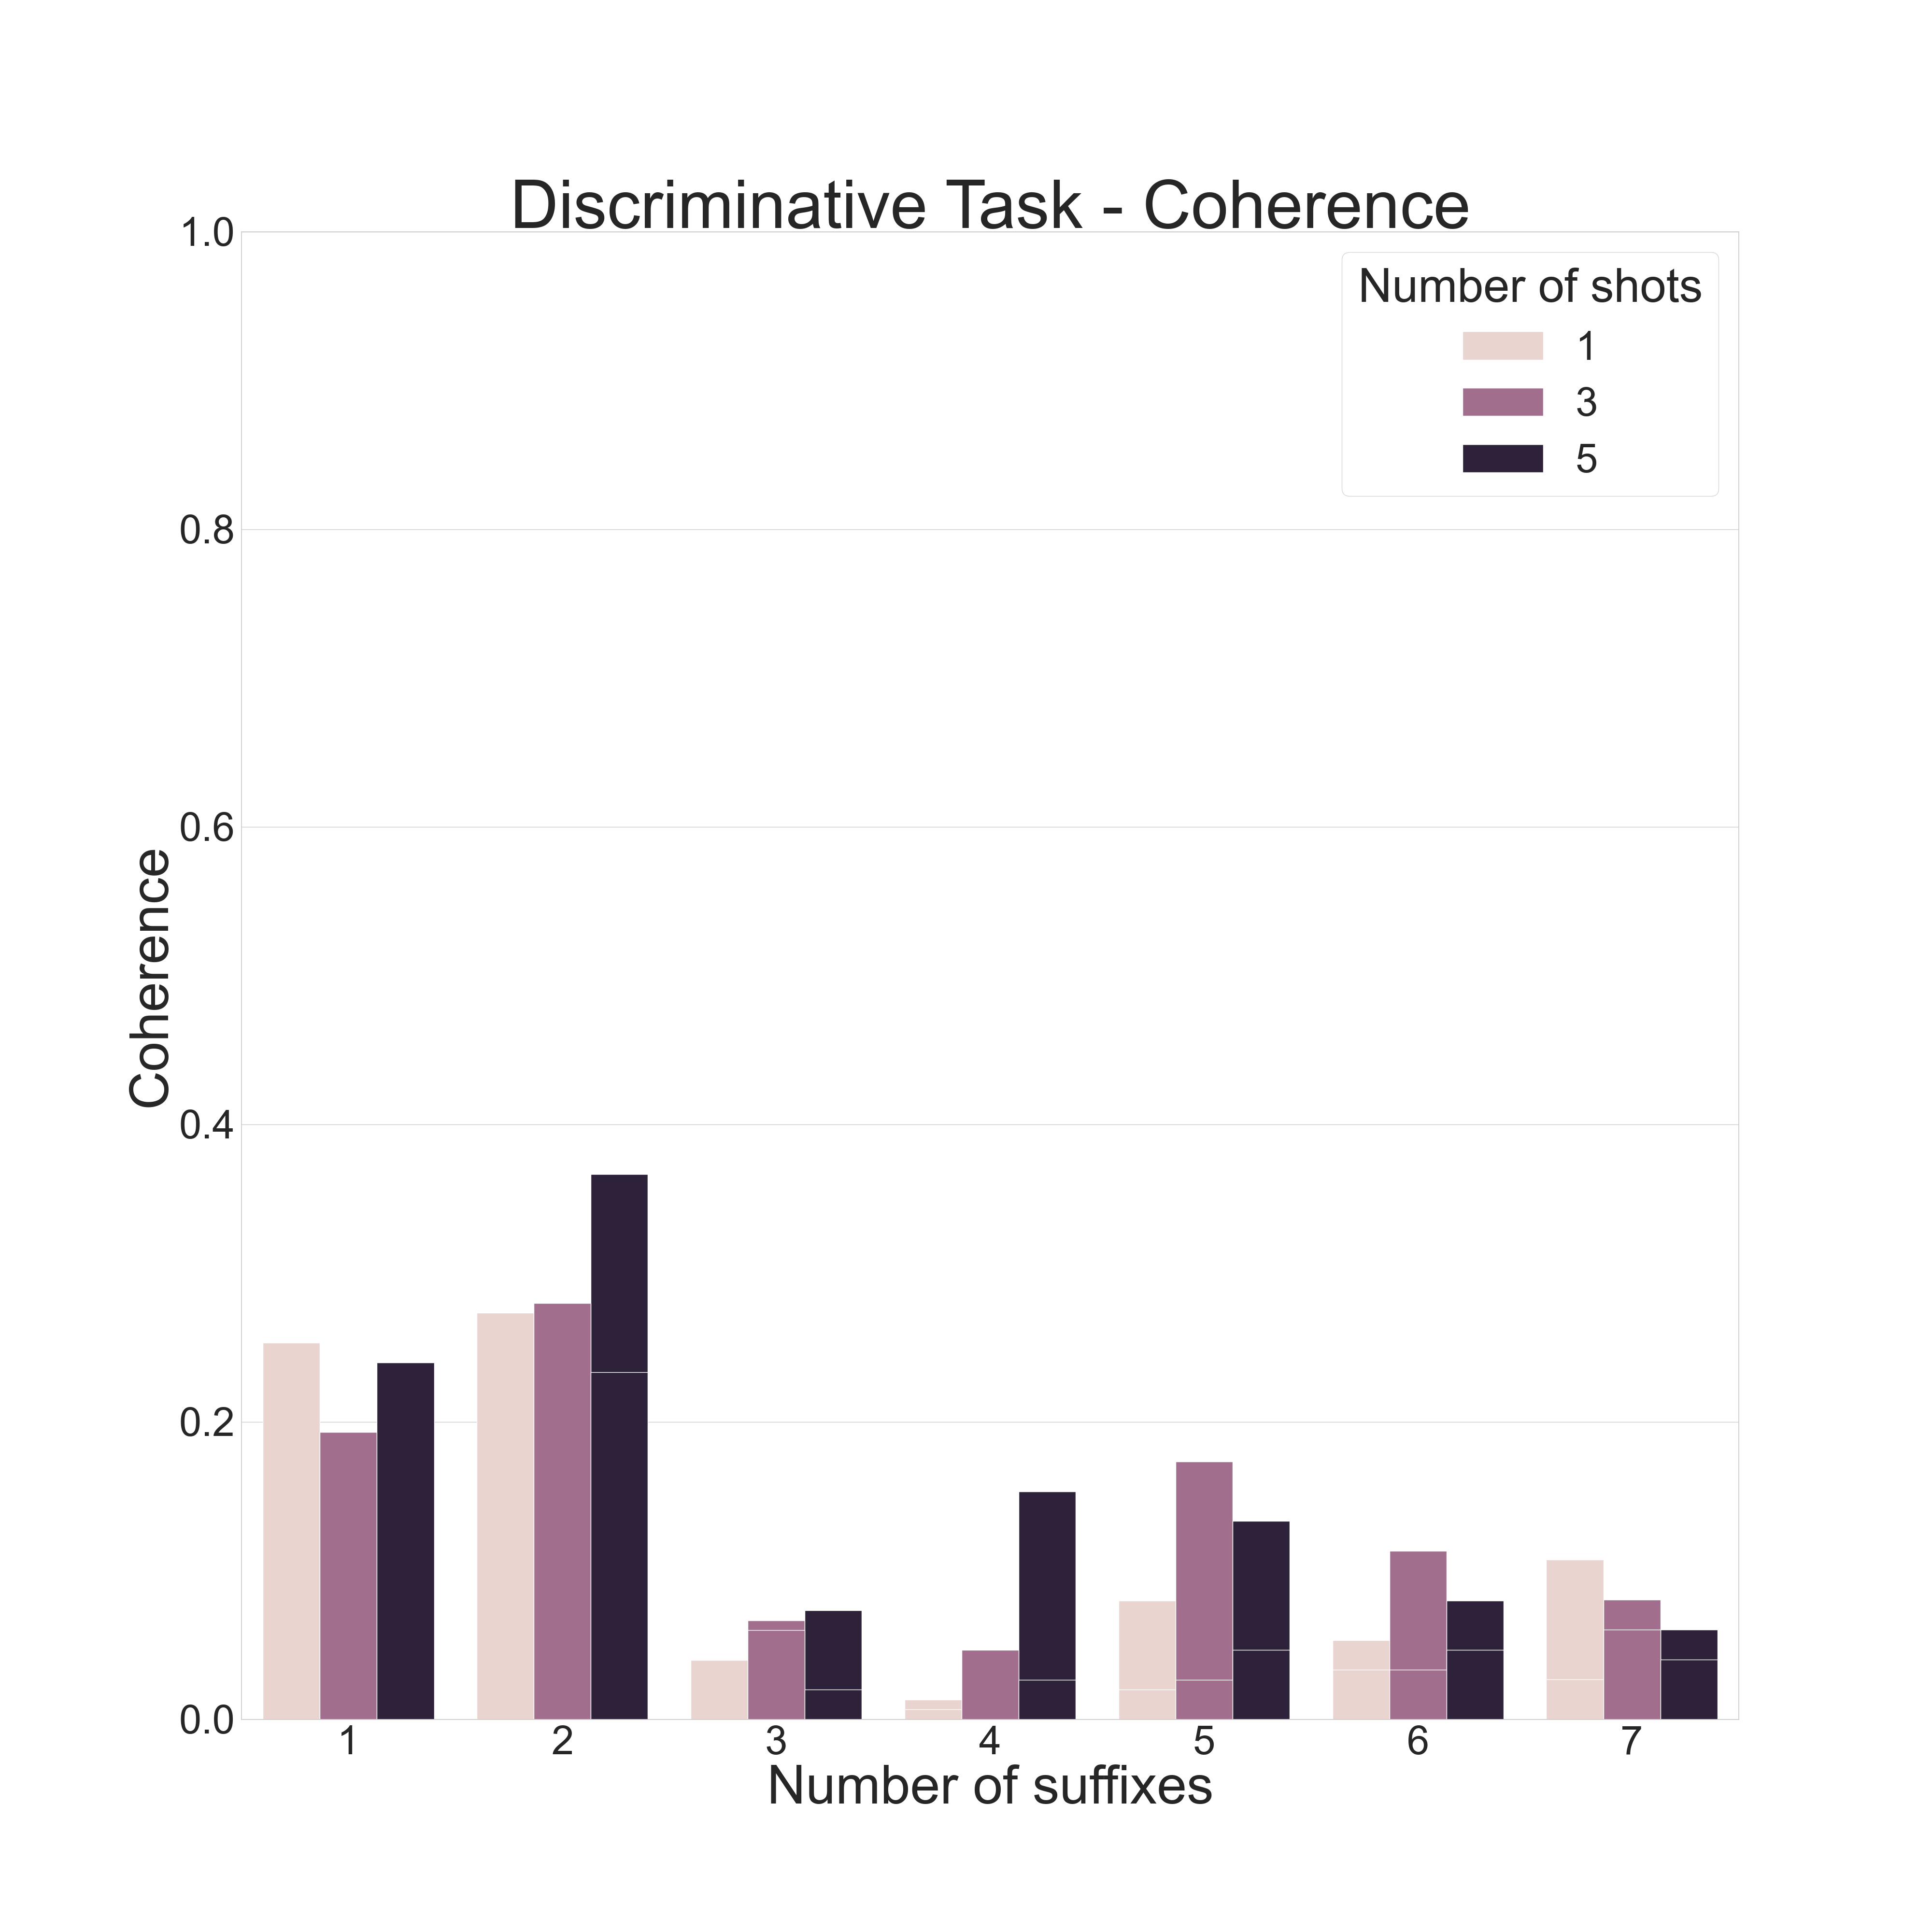 Discriminative Task - Coherence
1.0
0.8
0.6
0.4
0.2
0.0
Coherence
Number of shots
1
3
5
1 2 3 4 5 6 7
Number of suffixes